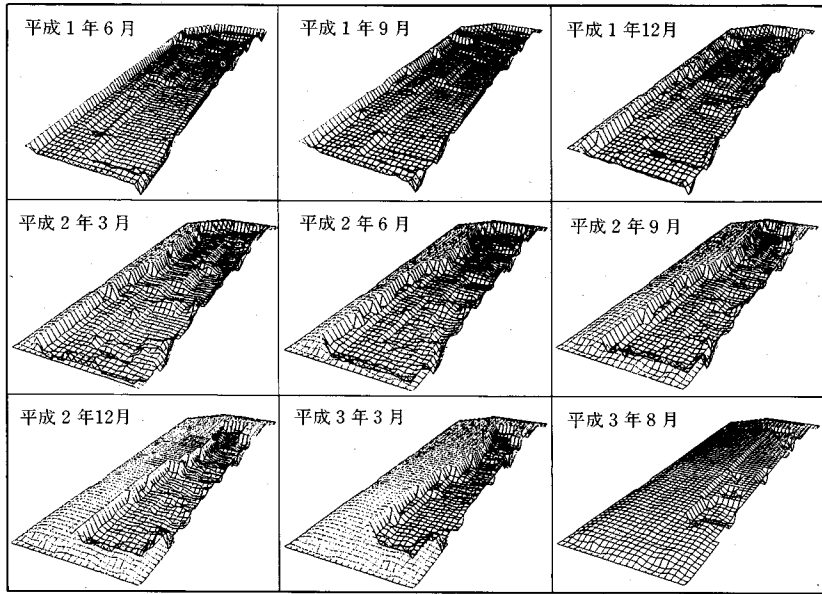 平成1年6月
平成1年9月
平成1年12月
平成2年3月
平成2年6月
平成2年9月
平成2年12月
平成3年3月
平成3年8月